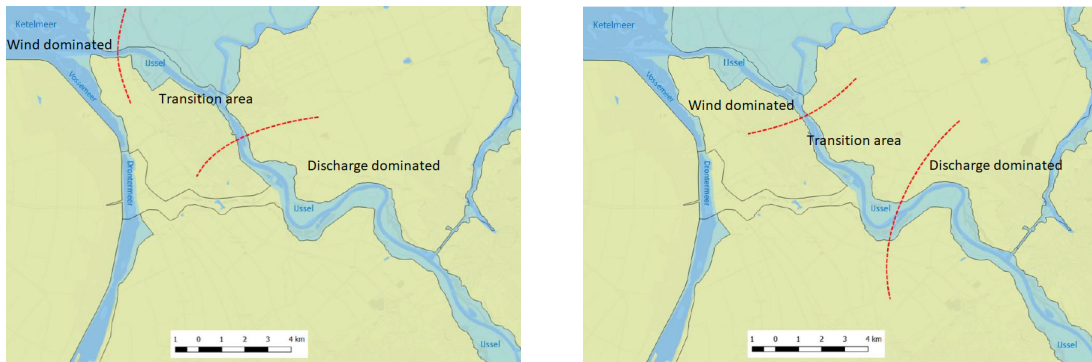 Ketelmeer
Wind dominated
IJssel
Vossemeer
Transition area
Discharge dominated
Drontermeer
IJssel
IJssel
1 0 1 2 3 4 km
Ketelmeer
IJssel
Vossemeer
Wind dominated
Transition area
Discharge dominated
Drontermeer
IJssel
IJssel
1 0 1 2 3 4 km